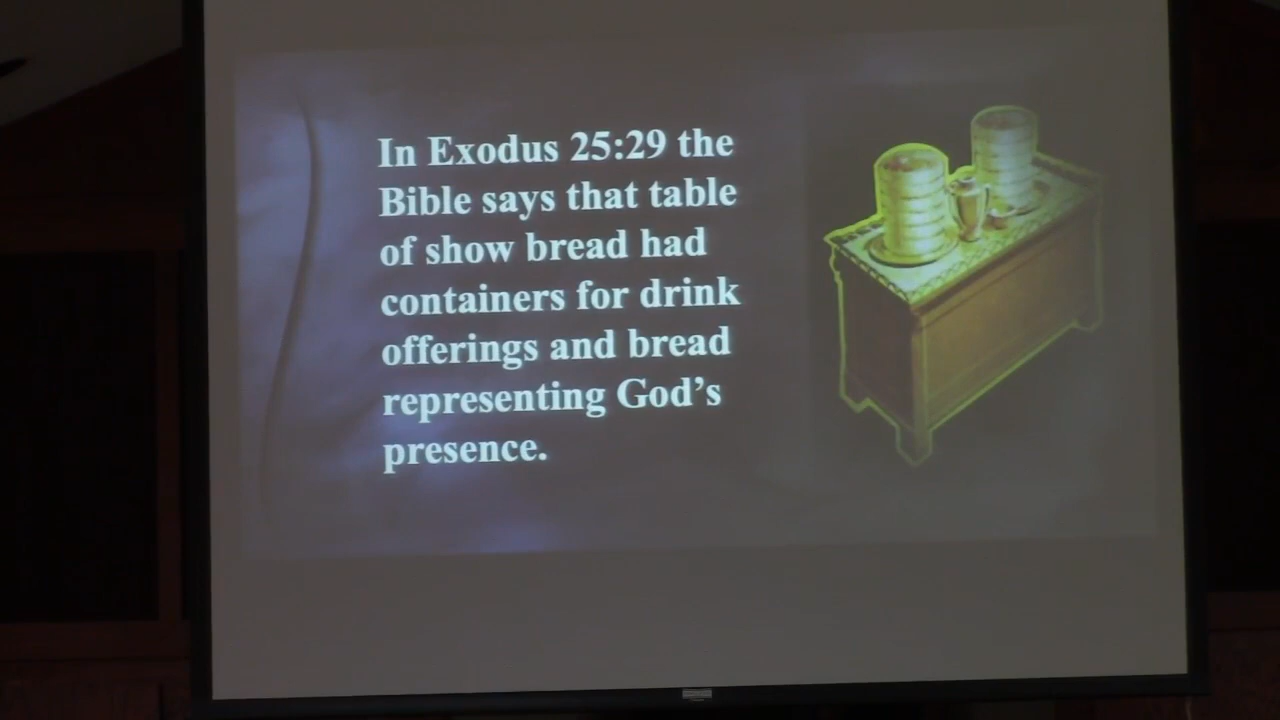 In Exodus 25:29 the
Bible says that table
of show bread had
containers for drink
offerings and bread
representing God's
presence.